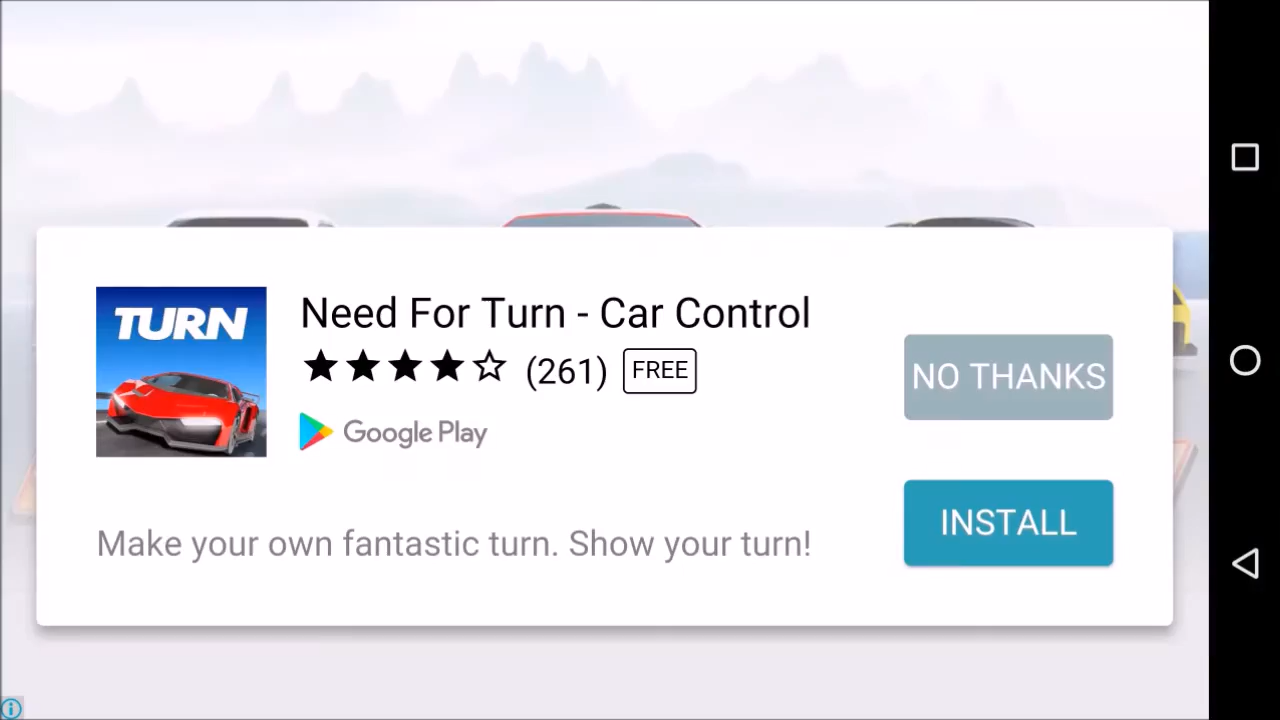 TURN
Need For Turn - Car Control
(261) FREE
Google Play
Make your own fantastic turn. Show your turn!
NO THANKS
INSTALL